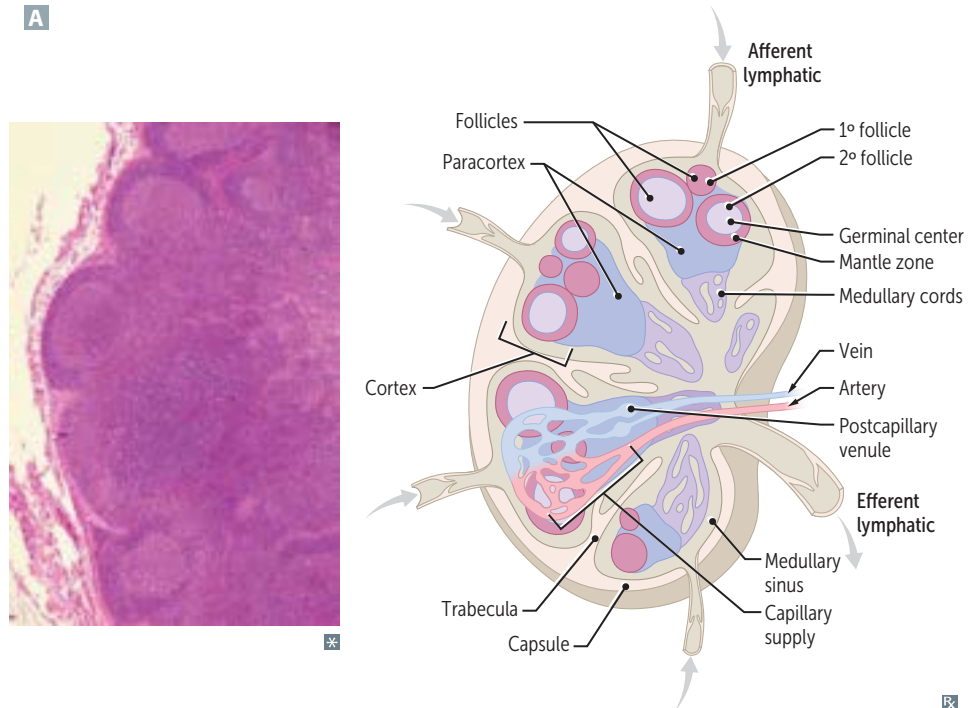 A
Afferent
lymphatic
Follicles
Paracortex
1º follicle
2º follicle
Germinal center
Mantle zone
Medullary cords
Vein
Artery
Cortex
Postcapillary
venule
Efferent
lymphatic
Medullary
sinus
Trabecula
Capillary
supply
Capsule
℞